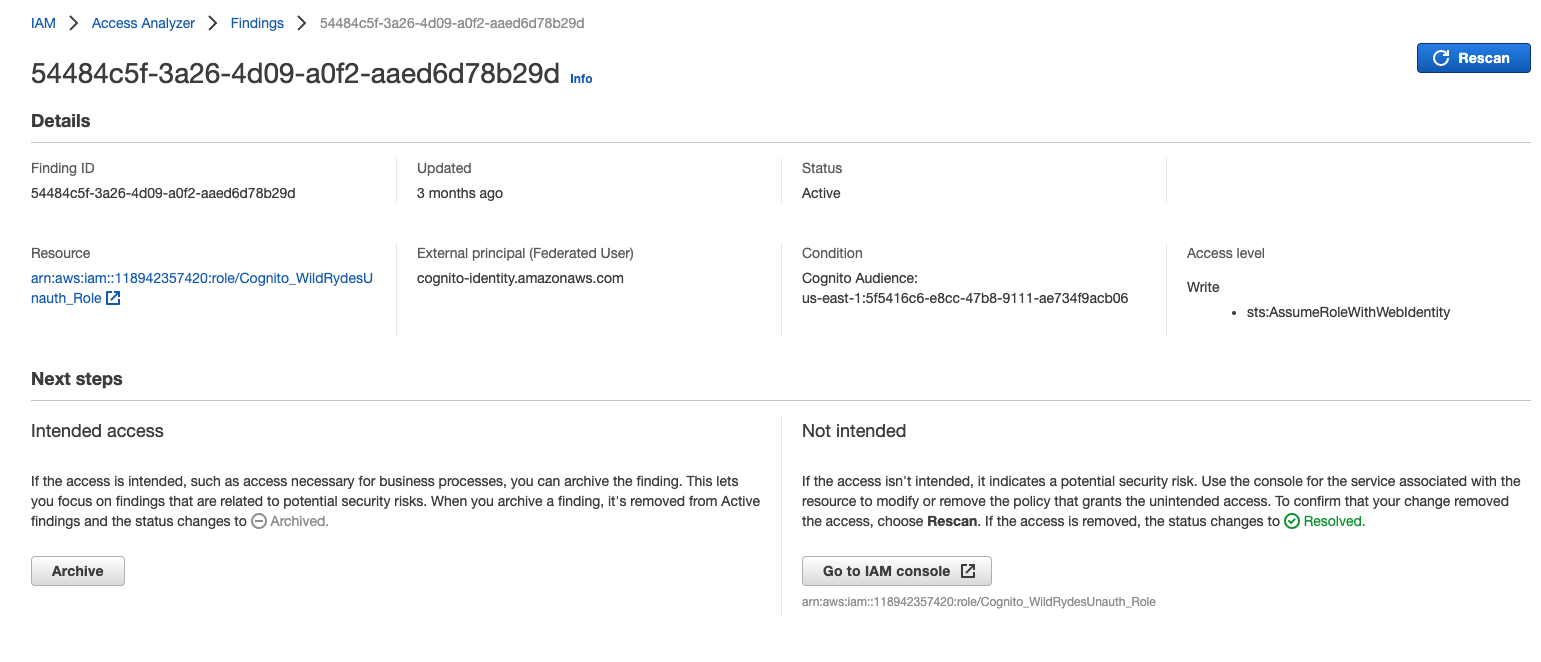 IAM > Access Analyzer > Findings > 54484c5f-3a26-4d09-a0f2-aaed6d78b29d
54484c5f-3a26-4d09-a0f2-aaed6d78b29d Info
Rescan
Details
Finding ID
54484c5f-3a26-4d09-a0f2-aaed6d78b29d
Updated
3 months ago
Status
Active
Resource
arn:aws:iam::118942357420:role/Cognito_WildRydesU
nauth_Role
External principal (Federated User)
cognito-identity.amazonaws.com
Condition
Cognito Audience:
us-east-1:5f5416c6-e8cc-47b8-9111-ae734f9acb06
Access level
Write
• sts:AssumeRoleWithWebIdentity
Next steps
Intended access
If the access is intended, such as access necessary for business processes, you can archive the finding. This lets
you focus on findings that are related to potential security risks. When you archive a finding, it's removed from Active
findings and the status changes to Archived.
Archive
Not intended
If the access isn't intended, it indicates a potential security risk. Use the console for the service associated with the
resource to modify or remove the policy that grants the unintended access. To confirm that your change removed
the access, choose Rescan. If the access is removed, the status changes to Resolved.
Go to IAM console
arn:aws:iam::118942357420:role/Cognito_WildRydesUnauth_Role